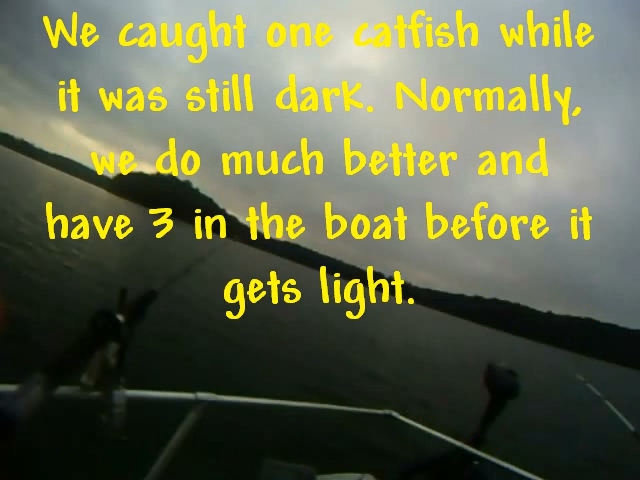 We caught one catfish while
it was still dark. Normally,
we do much better and
have 3 in the boat before it
gets light.